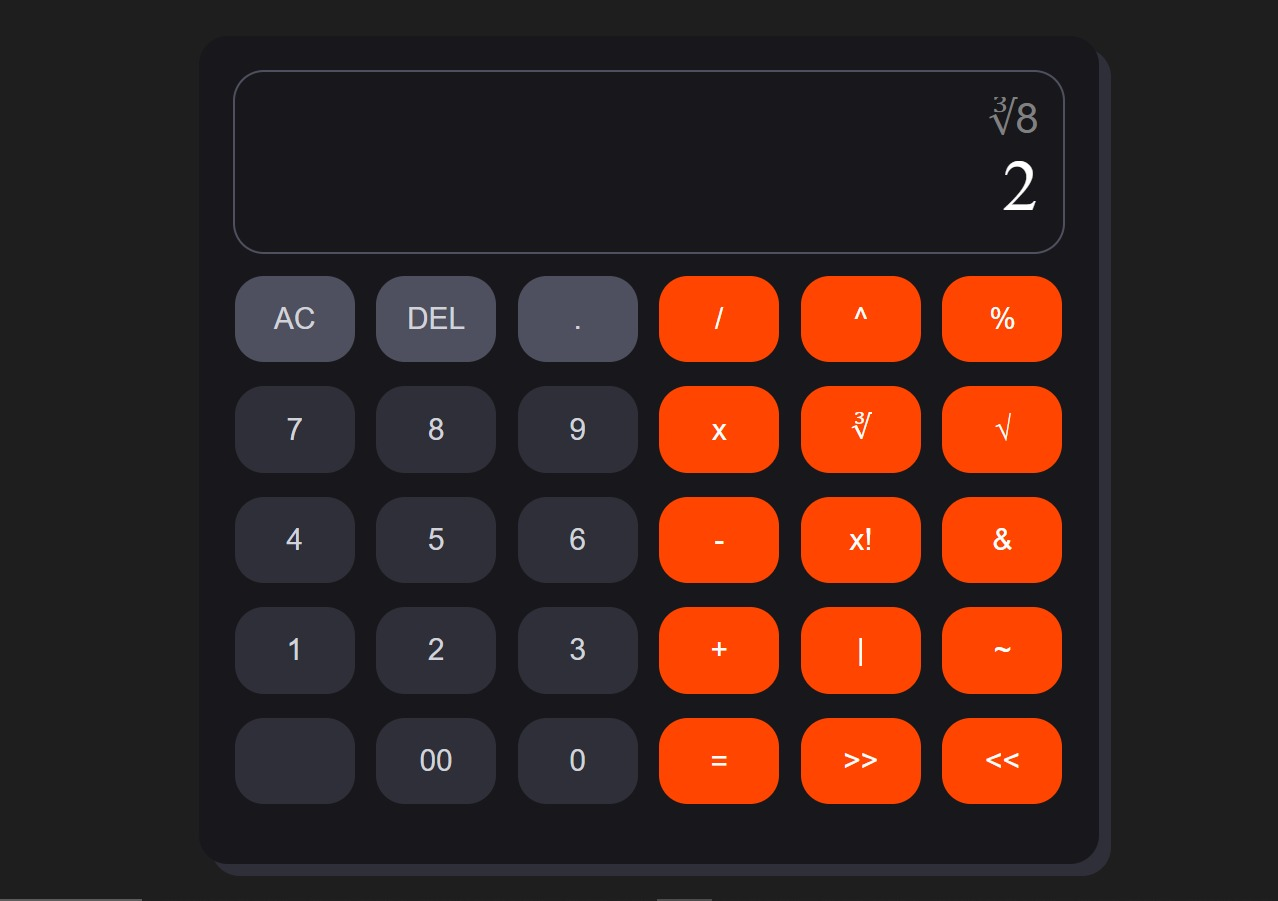 ∛8
2
AC DEL . / ^ %
7 8 9 x ∛ √
4 5 6 - x! &
1 2 3 + | ~
00 0 = >> <<